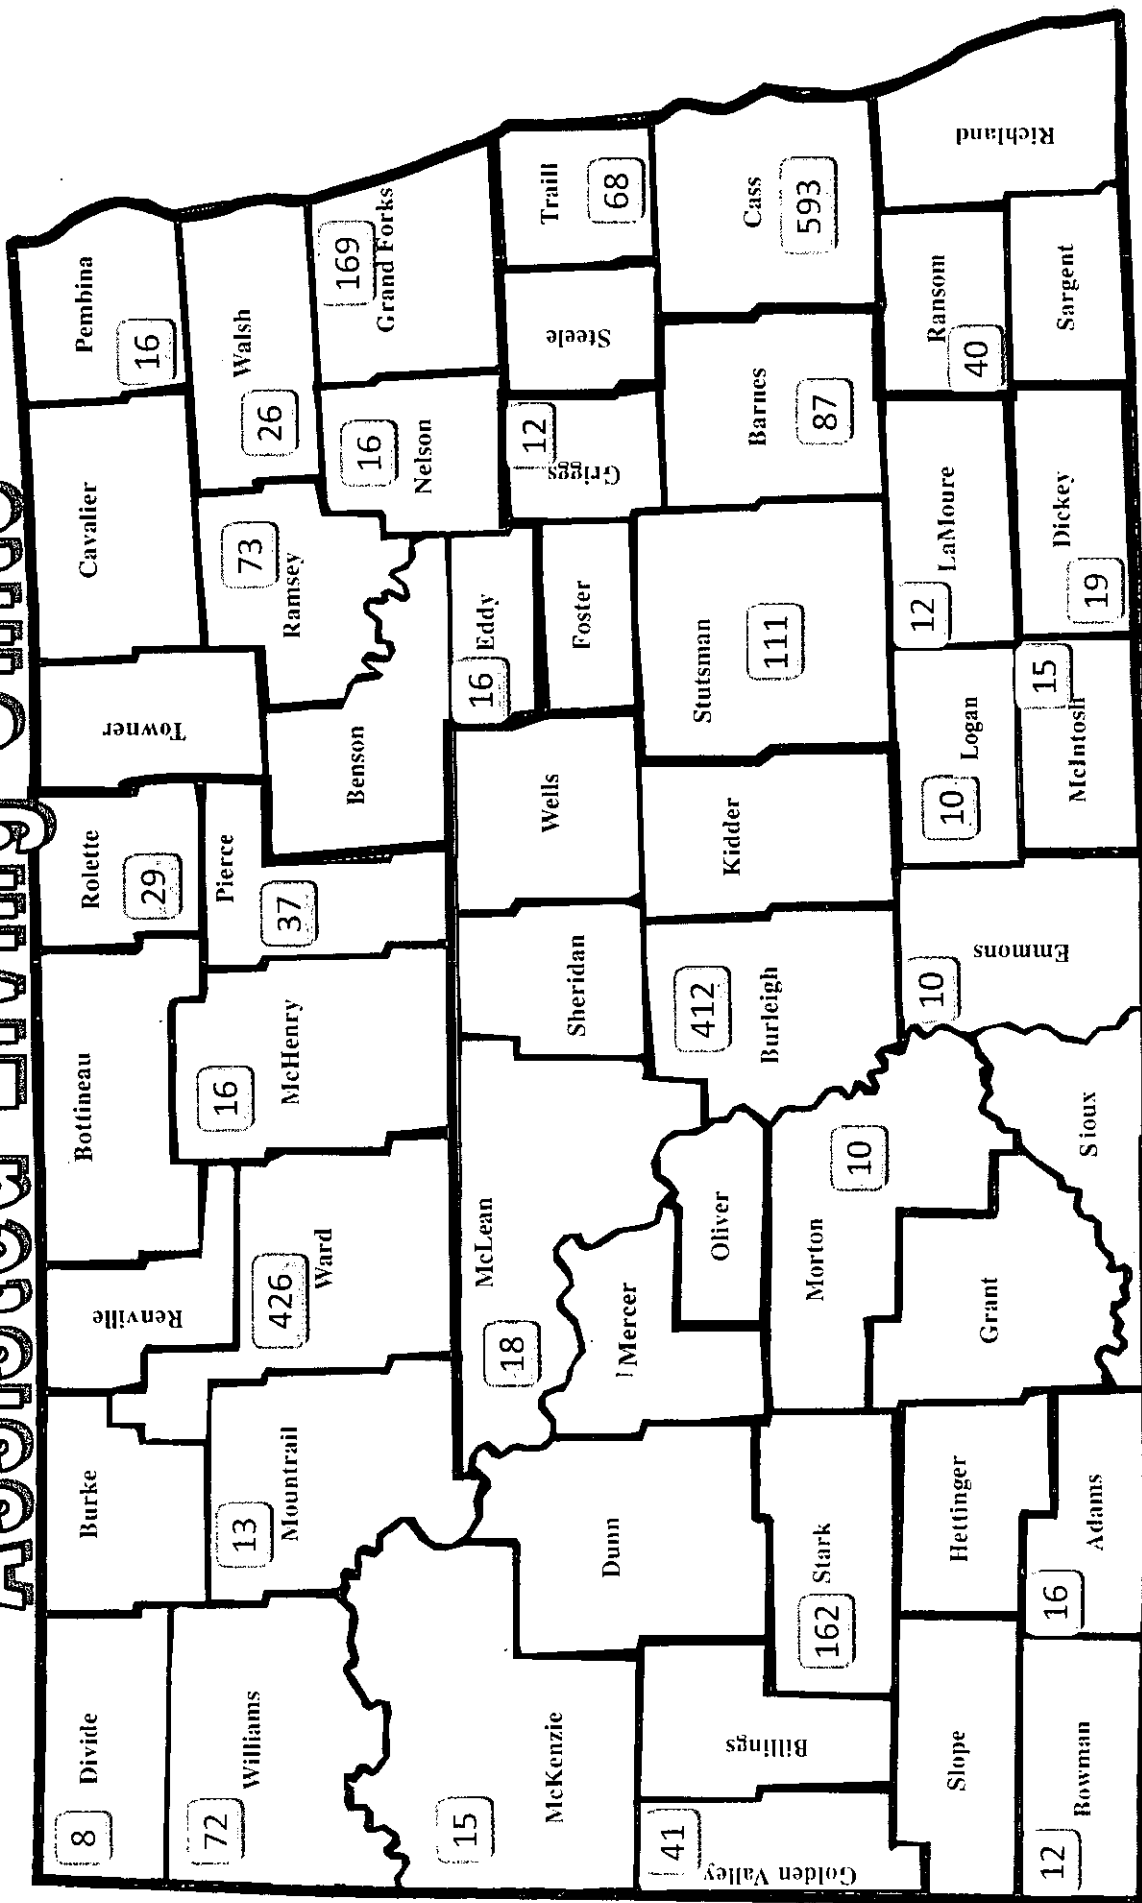 Assisted Living Units
Divide
8
Burke
Renville
Bottineau
Rolette
29
Towner
Cavalier
Pembina
16
Williams
72
Mountrail
13
Ward
426
McHenry
16
Pierce
37
Benson
Ramsey
73
Walsh
26
Nelson
16
Grand Forks
169
McKenzie
15
Dunn
Mercer
McLean
18
Oliver
Sheridan
Wells
Eddy
16
Foster
Griggs
12
Steele
Traill
68
Golden Valley
41
Billings
Stark
162
Morton
10
Burleigh
412
Kidder
Stutsman
111
Barnes
87
Cass
593
Slope
Hettinger
Grant
Emmons
10
Logan
10
LaMoure
12
Ransom
40
Richland
Bowman
12
Adams
16
Sioux
McIntosh
15
Dickey
19
Sargent